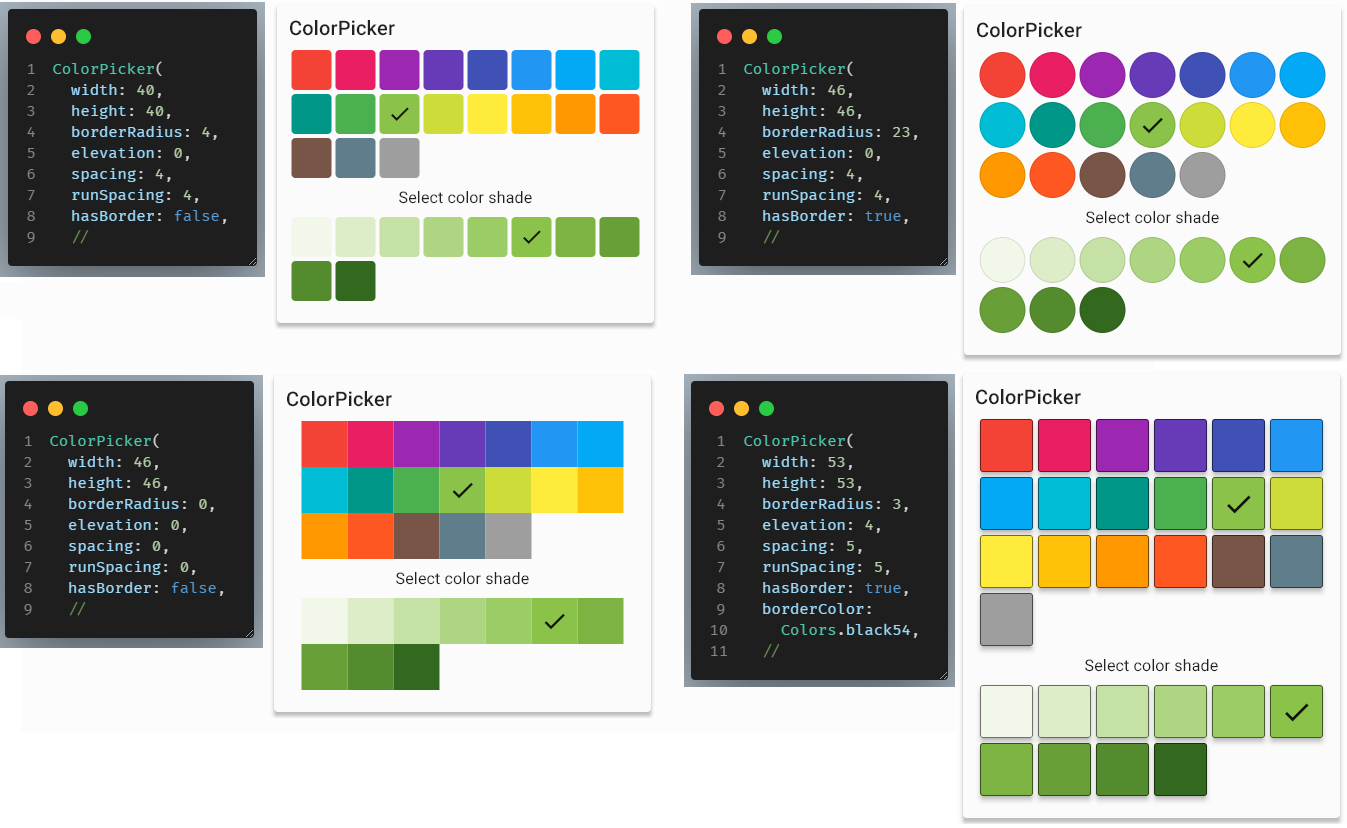 1 ColorPicker(
2 width: 40,
3 height: 40,
4 borderRadius: 4,
5 elevation: 0,
6 spacing: 4,
7 runSpacing: 4,
8 hasBorder: false,
9 //
ColorPicker
Select color shade
1 ColorPicker(
2 width: 46,
3 height: 46,
4 borderRadius: 23,
5 elevation: 0,
6 spacing: 4,
7 runSpacing: 4,
8 hasBorder: true,
9 //
ColorPicker
Select color shade
1 ColorPicker(
2 width: 46,
3 height: 46,
4 borderRadius: 0,
5 elevation: 0,
6 spacing: 0,
7 runSpacing: 0,
8 hasBorder: false,
9 //
ColorPicker
Select color shade
1 ColorPicker(
2 width: 53,
3 height: 53,
4 borderRadius: 3,
5 elevation: 4,
6 spacing: 5,
7 runSpacing: 5,
8 hasBorder: true,
9 borderColor:
10 Colors.black54,
11 //
ColorPicker
Select color shade